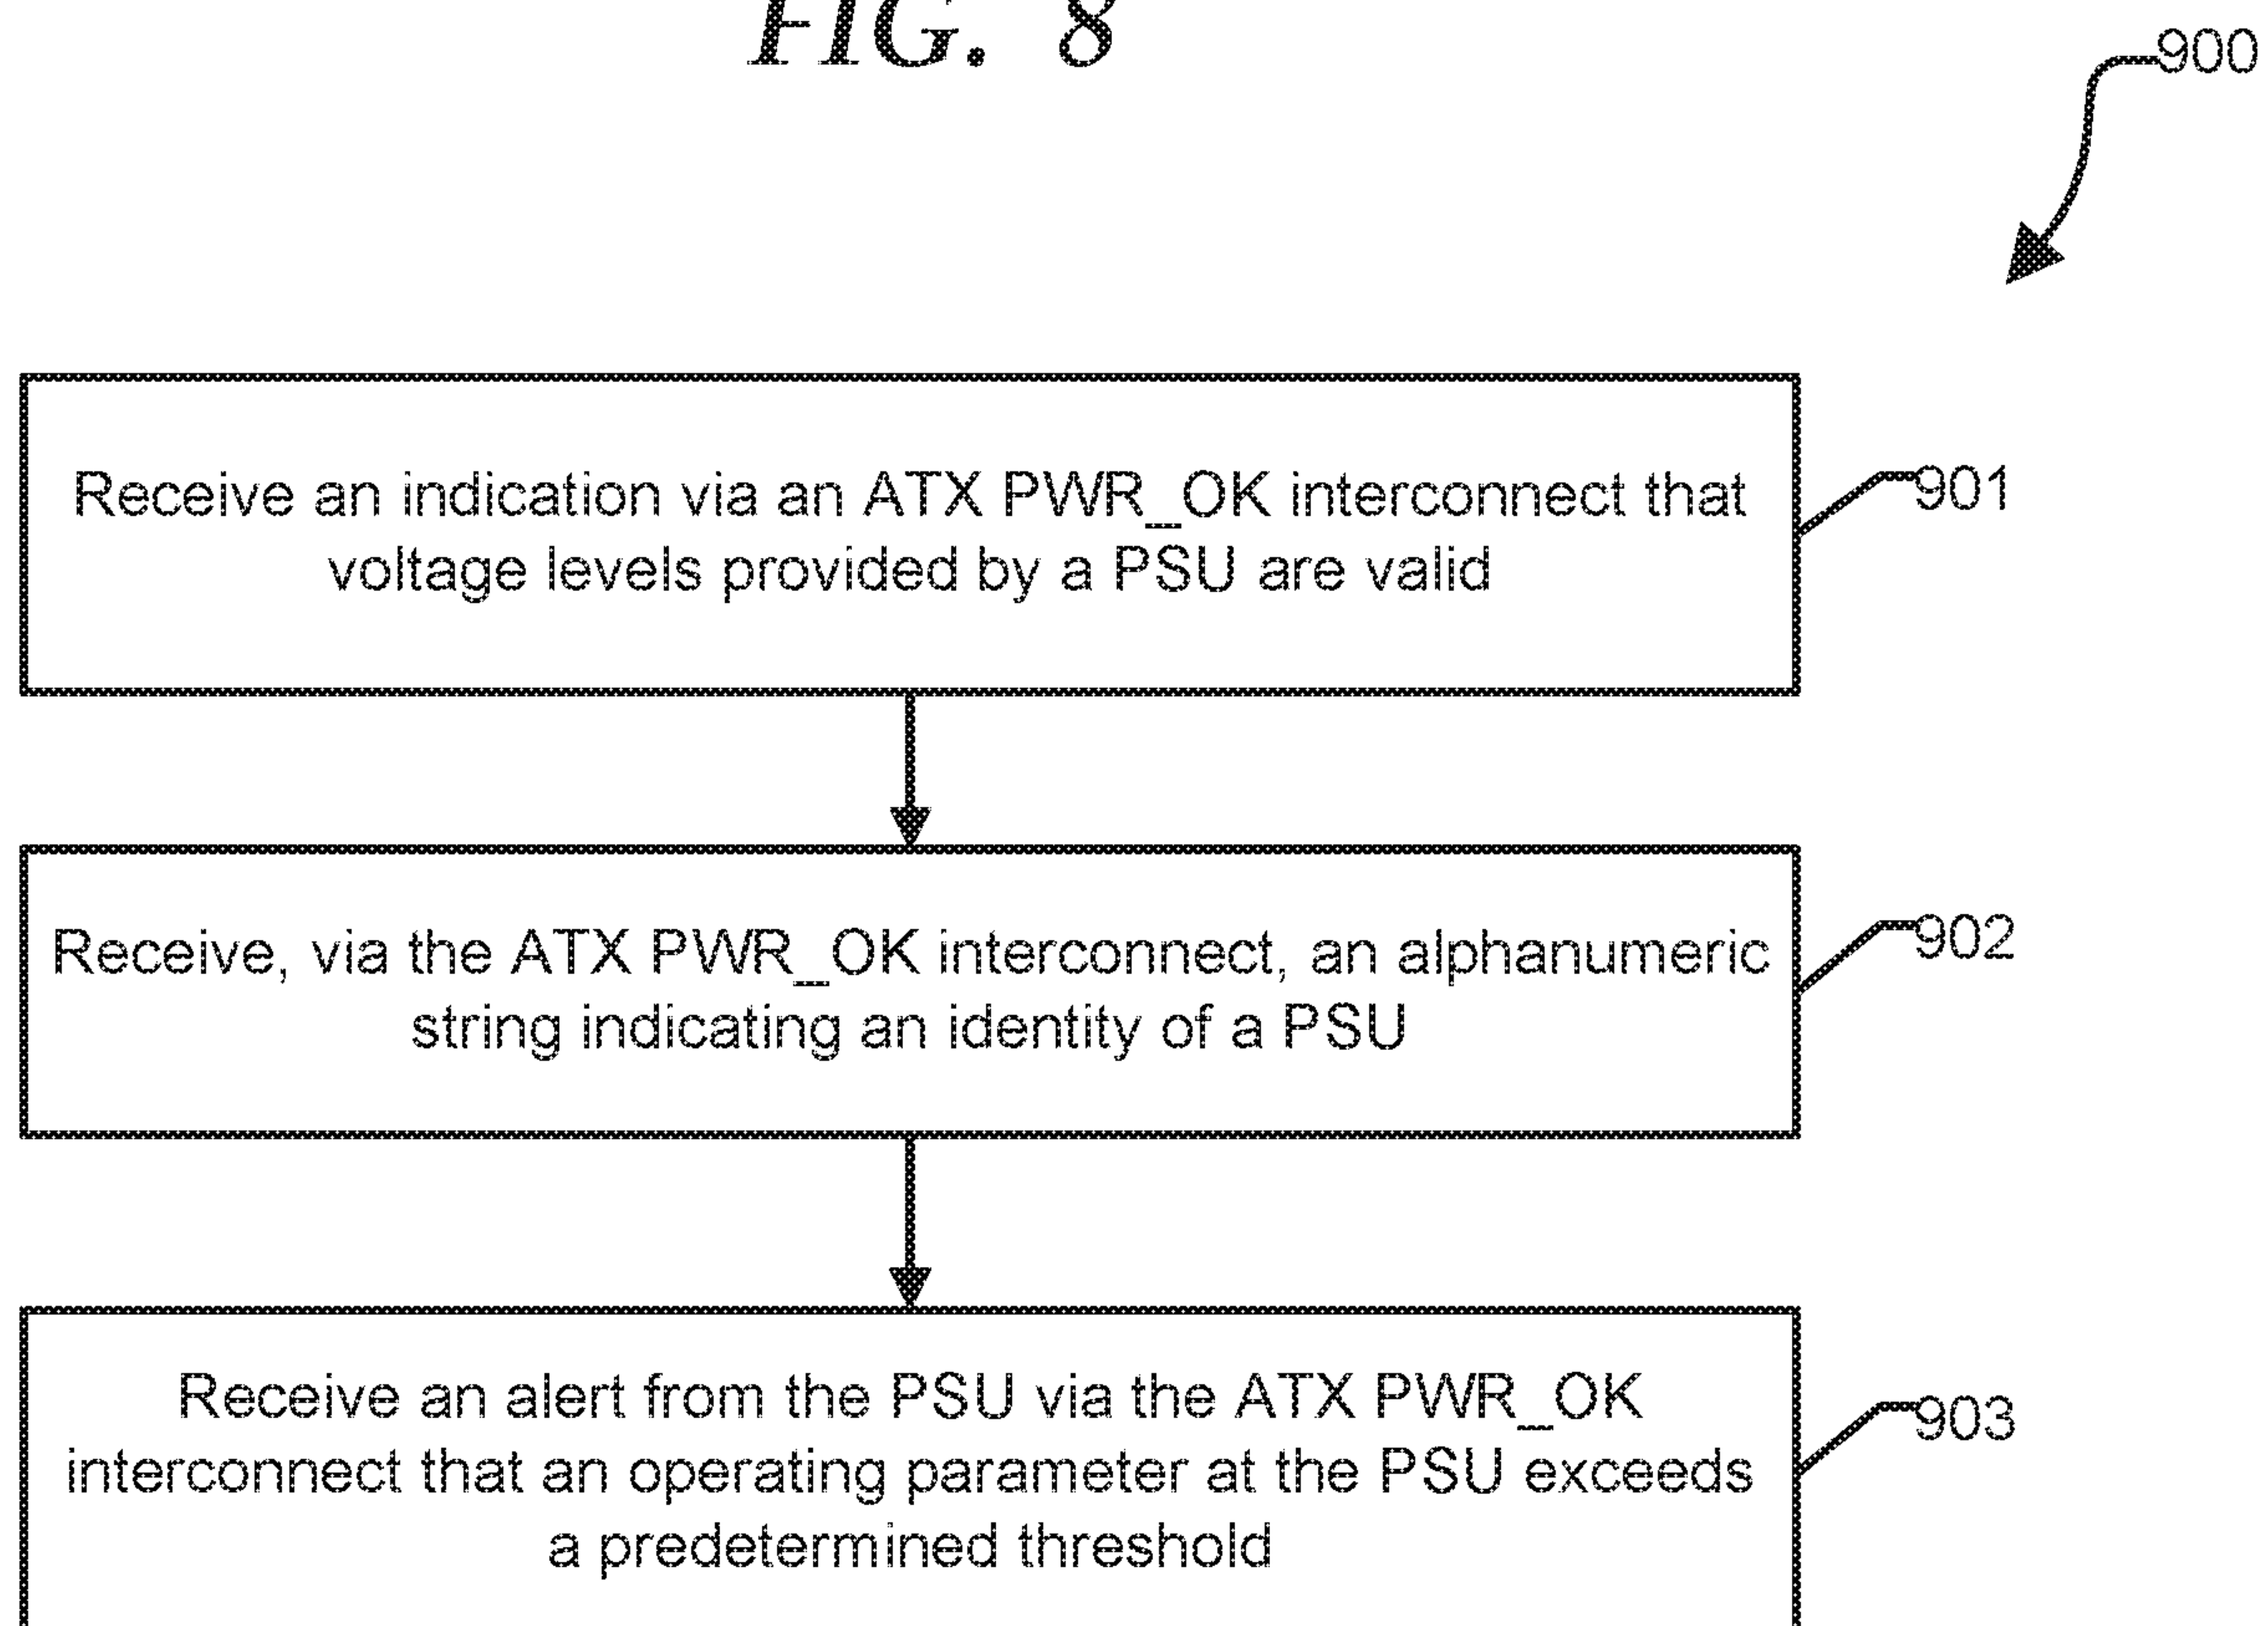 FIG. 8
900
Receive an indication via an ATX PWR_OK interconnect that
voltage levels provided by a PSU are valid
901
Receive, via the ATX PWR_OK interconnect, an alphanumeric
string indicating an identity of a PSU
902
Receive an alert from the PSU via the ATX PWR_OK
interconnect that an operating parameter at the PSU exceeds
a predetermined threshold
903